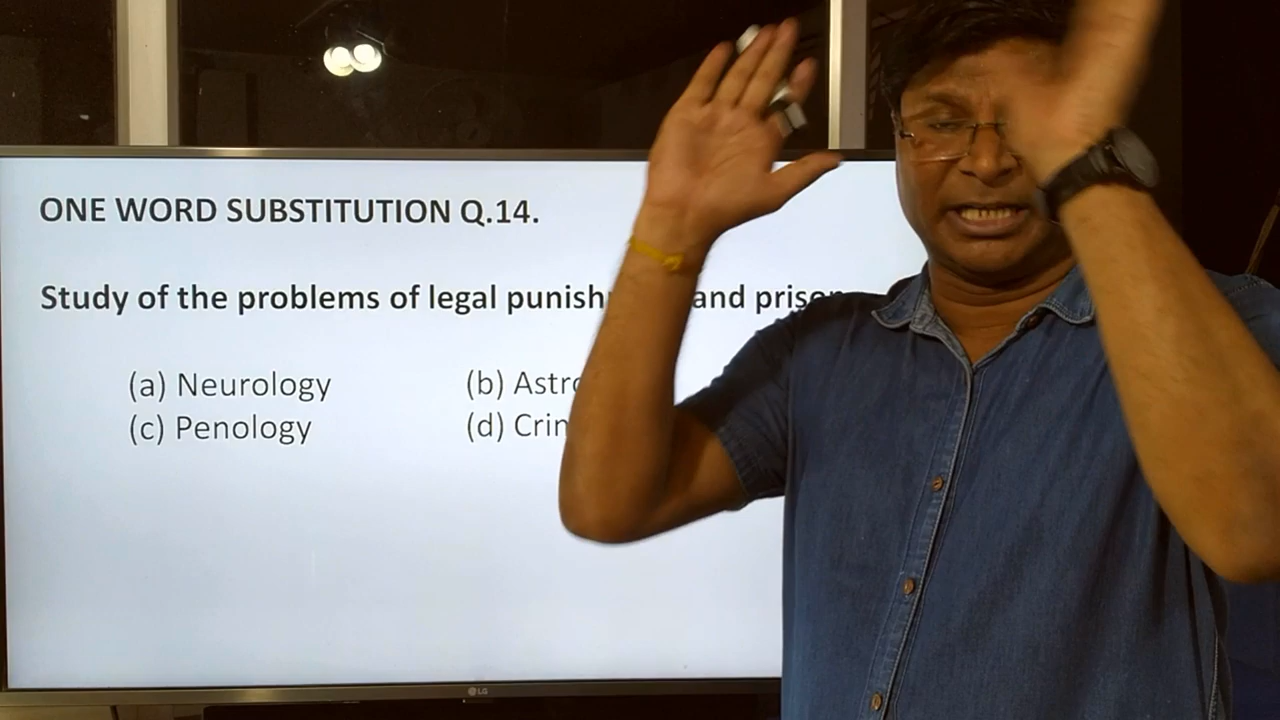 ONE WORD SUBSTITUTION Q.14.
Study of the problems of legal and
(a) Neurology (b)
(c) Penology (d)
LG